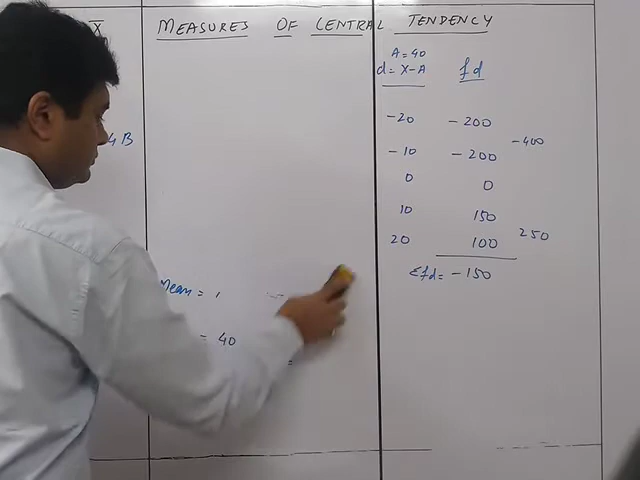 X̅ MEASURES OF CENTRAL TENDENCY
4 B
A = 40
d = X-A fd
-20 -200
-10 -200 -400
0 0
10 150
20 100 250
Σfd = -150
Mean =
= 40
=